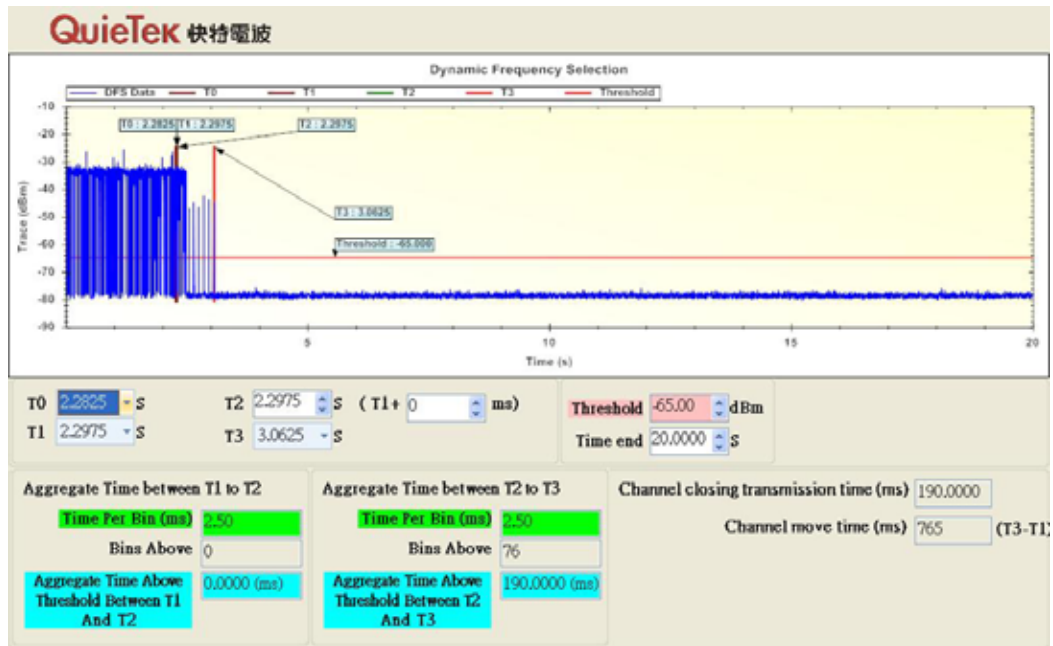 QuieTek 快特電波
Dynamic Frequency Selection
DFS Data T0 T1 T2 T3 Threshold
-10
T0 : 2.2825 T1 : 2.2975 T2 : 2.2975
-20
-30
-40
T3 : 3.0625
-50
Threshold : -65.000
-60
-70
-80
-90
Trace (dBm)
5 10 15 20
Time (s)
T0 2.2825 S T2 2.2975 S ( T1+ 0 ms)
T1 2.2975 S T3 3.0625 S
Threshold -65.00 dBm
Time end 20.0000 S
Aggregate Time between T1 to T2
Time Per Bin (ms) 2.50
Bins Above 0
Aggregate Time Above
Threshold Between T1
And T2
0.0000 (ms)
Aggregate Time between T2 to T3
Time Per Bin (ms) 2.50
Bins Above 76
Aggregate Time Above
Threshold Between T2
And T3
190.0000 (ms)
Channel closing transmission time (ms) 190.0000
Channel move time (ms) 765 (T3-T1)